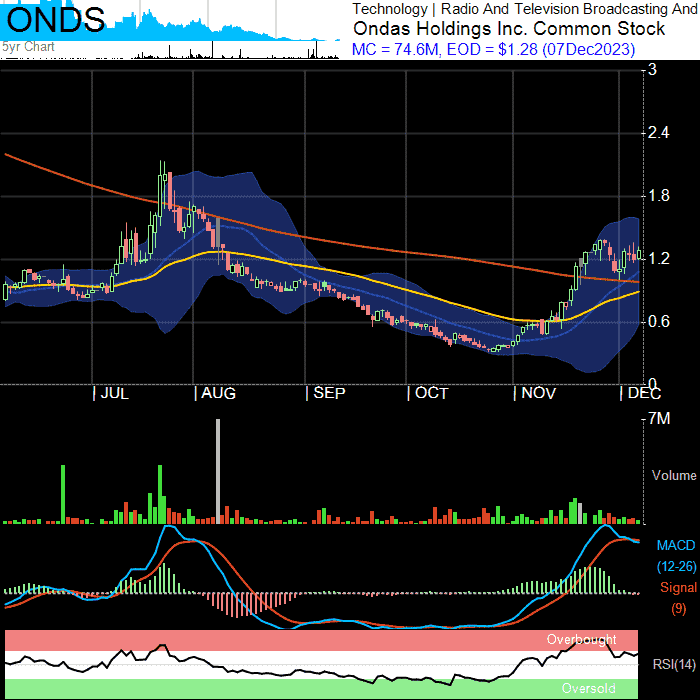 ONDS
5yr Chart
Technology | Radio And Television Broadcasting And
Ondas Holdings Inc. Common Stock
MC = 74.6M, EOD = $1.28 (07Dec2023)
3
2.4
1.8
1.2
0.6
0
| JUL | AUG | SEP | OCT | NOV | DEC
7M
Volume
MACD
(12-26)
Signal
(9)
Overbought
RSI(14)
Oversold